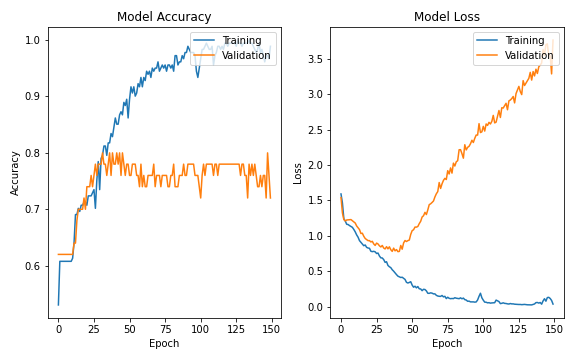 Model Accuracy
Training
Validation
1.0
0.9
0.8
0.7
0.6
Accuracy
0
25
50
75
100
125
150
Epoch
Model Loss
Training
Validation
3.5
3.0
2.5
2.0
1.5
1.0
0.5
0.0
Loss
0
25
50
75
100
125
150
Epoch